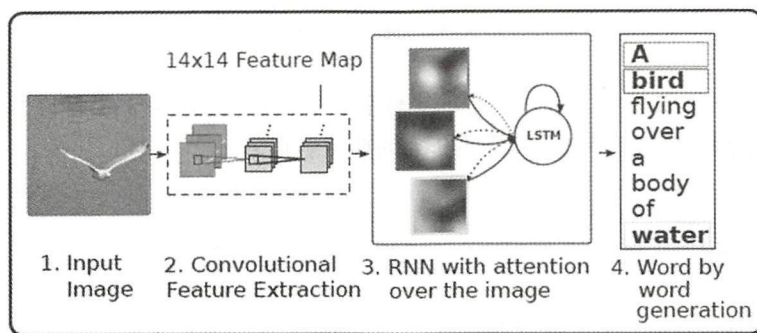 14x14 Feature Map
LSTM
A
bird
flying
over
a
body
of
water
1. Input
Image
2. Convolutional
Feature Extraction
3. RNN with attention
over the image
4. Word by
word
generation